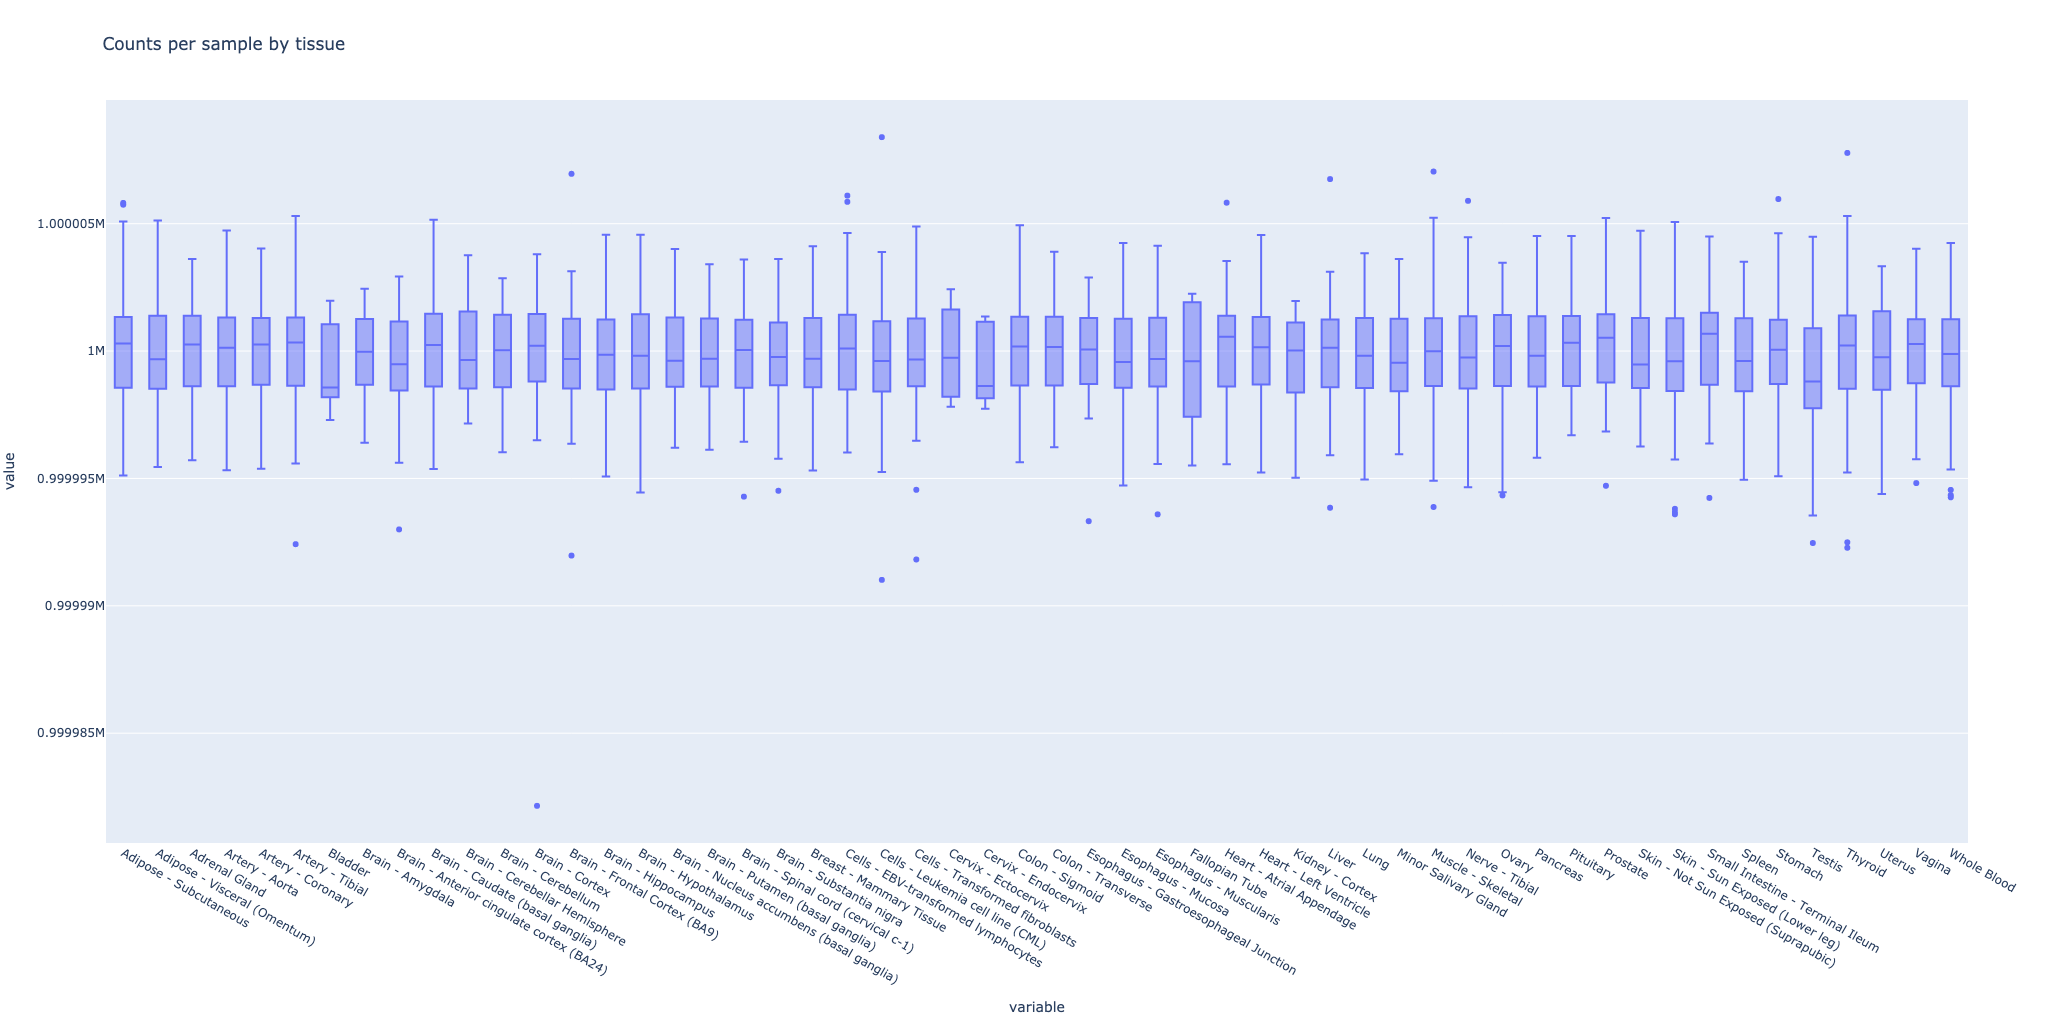 Counts per sample by tissue
value
1.000005M
1M
0.999995M
0.99999M
0.999985M
Adipose - Subcutaneous
Adipose - Visceral (Omentum)
Adrenal Gland
Artery - Aorta
Artery - Coronary
Artery - Tibial
Bladder
Brain - Amygdala
Brain - Anterior cingulate cortex (BA24)
Brain - Caudate (basal ganglia)
Brain - Cerebellar Hemisphere
Brain - Cerebellum
Brain - Cortex
Brain - Frontal Cortex (BA9)
Brain - Hippocampus
Brain - Hypothalamus
Brain - Nucleus accumbens (basal ganglia)
Brain - Putamen (basal ganglia)
Brain - Spinal cord (cervical c-1)
Brain - Substantia nigra
Breast - Mammary Tissue
Cells - EBV-transformed lymphocytes
Cells - Leukemia cell line (CML)
Cells - Transformed fibroblasts
Cervix - Ectocervix
Cervix - Endocervix
Colon - Sigmoid
Colon - Transverse
Esophagus - Gastroesophageal Junction
Esophagus - Mucosa
Esophagus - Muscularis
Fallopian Tube
Heart - Atrial Appendage
Heart - Left Ventricle
Kidney - Cortex
Liver
Lung
Minor Salivary Gland
Muscle - Skeletal
Nerve - Tibial
Ovary
Pancreas
Pituitary
Prostate
Skin - Not Sun Exposed (Suprapubic)
Skin - Sun Exposed (Lower leg)
Small Intestine - Terminal Ileum
Spleen
Stomach
Testis
Thyroid
Uterus
Vagina
Whole Blood
variable